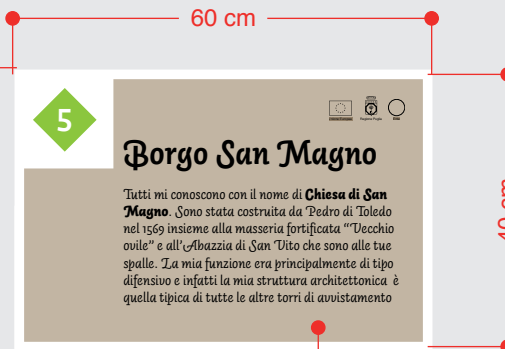 60 cm
5
Borgo San Magno
Tutti mi conoscono con il nome di Chiesa di San
Magno. Sono stata costruita da Pedro di Toledo
nel 1569 insieme alla masseria fortificata “Vecchio
ovile” e all’Abazzia di San Vito che sono alle tue
spalle. La mia funzione era principalmente di tipo
difensivo e infatti la mia struttura architettonica è
quella tipica di tutte le altre torri di avvistamento
40 cm